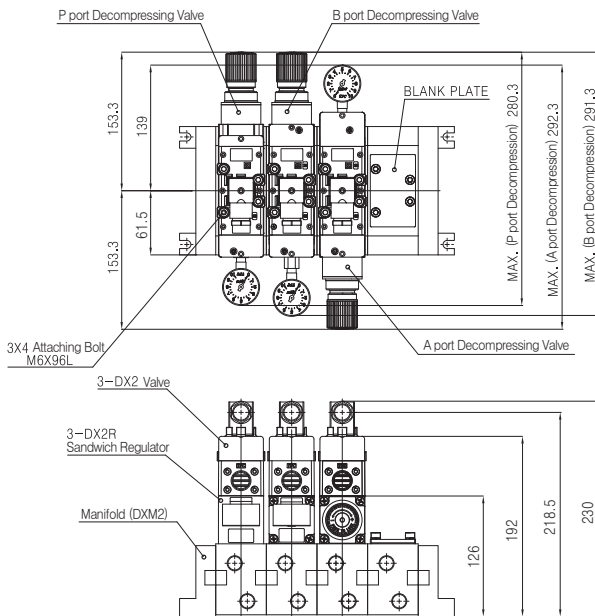 P port Decompressing Valve
B port Decompressing Valve
BLANK PLATE
153.3
139
61.5
153.3
MAX. (P port Decompression) 280.3
MAX. (A port Decompression) 292.3
MAX. (B port Decompression) 291.3
3X4 Attaching Bolt
M6X96L
A port Decompressing Valve
3-DX2 Valve
3-DX2R
Sandwich Regulator
Manifold (DXM2)
126
192
218.5
230